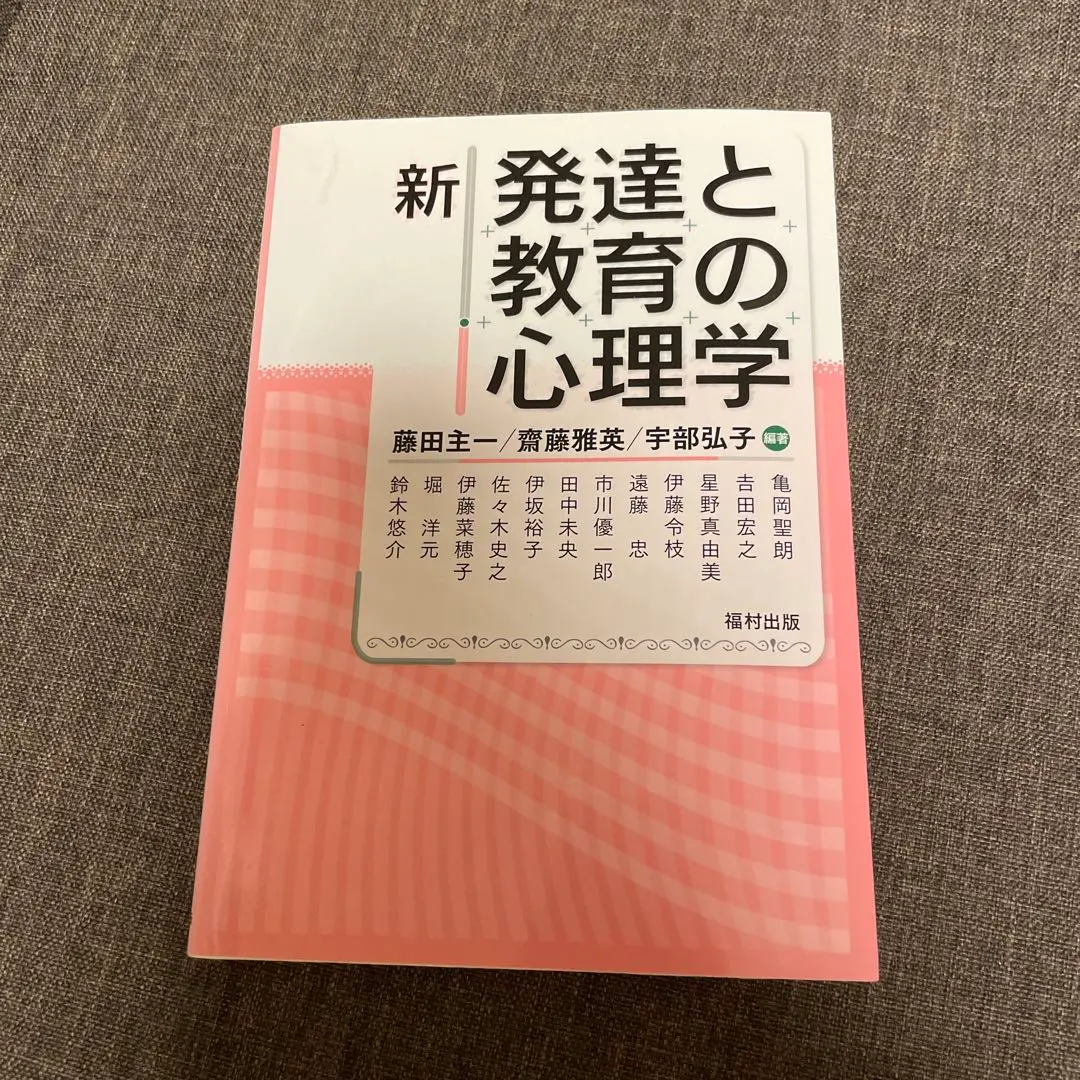 新 発達と
教育の
心理学
藤田主一/齋藤雅英/宇部弘子 編著
亀岡聖朗
吉田宏之
星野真由美
伊藤令枝
遠藤 忠
市川優一郎
田中未央
伊坂裕子
佐々木史之
伊藤菜穂子
堀 洋元
鈴木悠介
福村出版